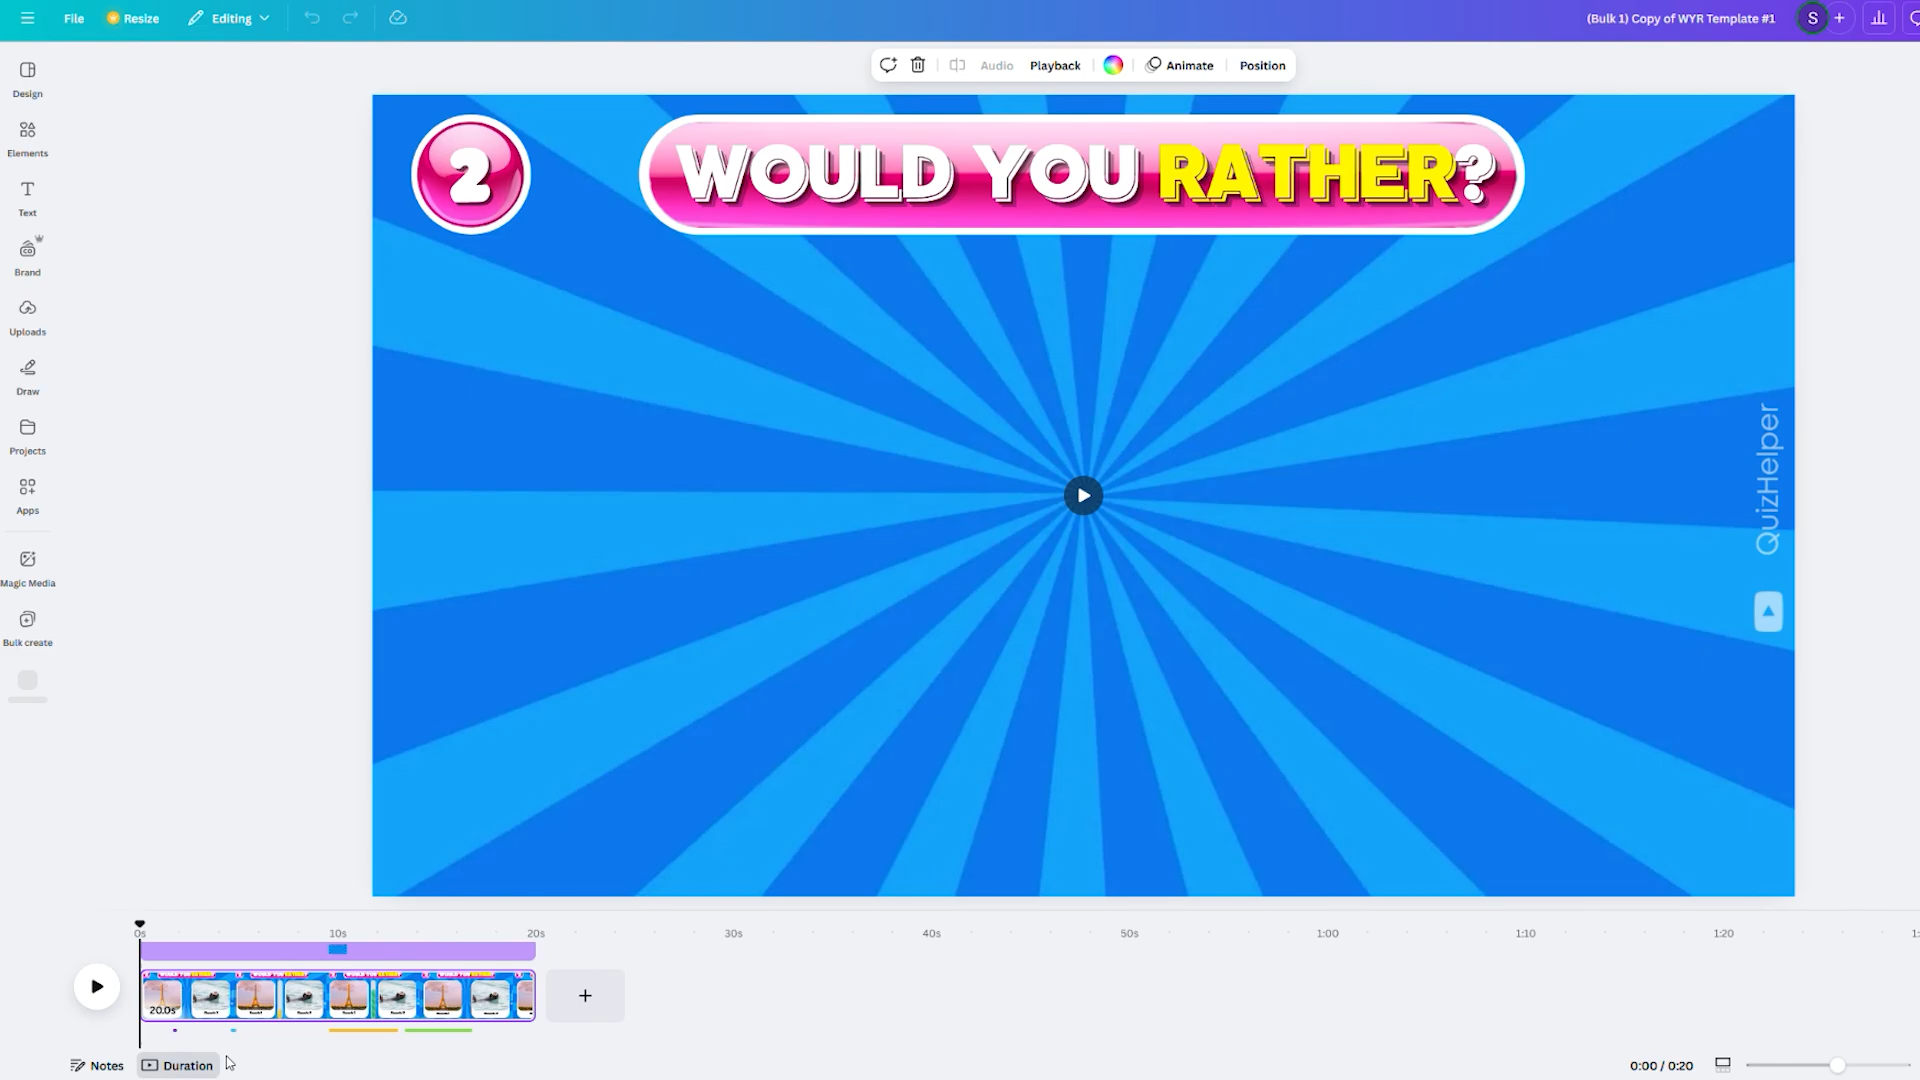 File
Resize
Editing
(Bulk 1) Copy of WYR Template #1
S
Audio
Playback
Animate
Position
Design
Elements
Text
Brand
Uploads
Draw
Projects
Apps
Magic Media
Bulk create
2
WOULD YOU RATHER?
QuizHelper
0s
10s
20s
30s
40s
50s
1:00
1:10
1:20
20.0s
Notes
Duration
0:00 / 0:20